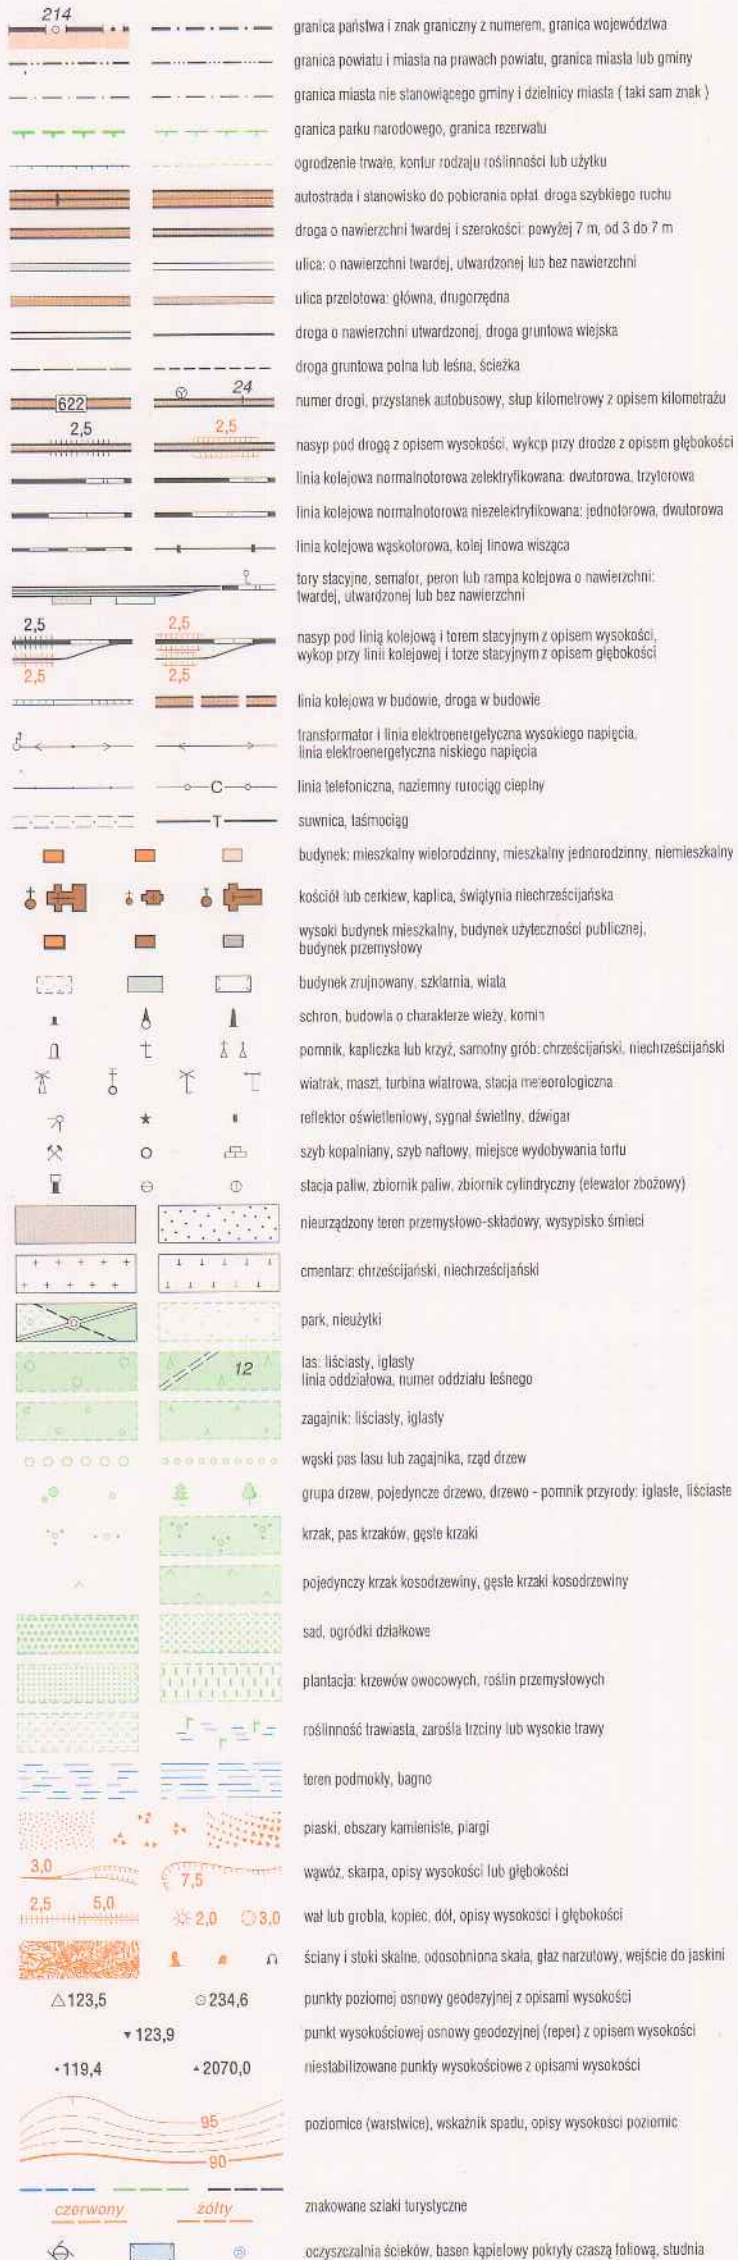 214
granica państwa i znak graniczny z numerem, granica województwa
granica powiatu i miasta na prawach powiatu, granica miasta lub gminy
granica miasta nie stanowiącego gminy i dzielnicy miasta ( taki sam znak )
granica parku narodowego, granica rezerwatu
ogrodzenie trwałe, kontur rodzaju roślinności lub użytku
autostrada i stanowisko do pobierania opłat. droga szybkiego ruchu
droga o nawierzchni twardej i szerokości: powyżej 7 m, od 3 do 7 m
ulica: o nawierzchni twardej, utwardzonej lub bez nawierzchni
ulica przelotowa: główna, drugorzędna
droga o nawierzchni utwardzonej, droga gruntowa wiejska
droga gruntowa polna lub leśna, ścieżka
622 24 numer drogi, przystanek autobusowy, słup kilometrowy z opisem kilometrażu
2,5 2,5 nasyp pod drogą z opisem wysokości, wykop przy drodze z opisem głębokości
linia kolejowa normalnotorowa zelektryfikowana: dwutorowa, trzytorowa
linia kolejowa normalnotorowa niezelektryfikowana: jednotorowa, dwutorowa
linia kolejowa wąskotorowa, kolej linowa wisząca
tory stacyjne, semafor, peron lub rampa kolejowa o nawierzchni:
twardej, utwardzonej lub bez nawierzchni
2,5 2,5 nasyp pod linią kolejową i torem stacyjnym z opisem wysokości,
2,5 2,5 wykop przy linii kolejowej i torze stacyjnym z opisem głębokości
linia kolejowa w budowie, droga w budowie
transformator i linia elektroenergetyczna wysokiego napięcia,
linia elektroenergetyczna niskiego napięcia
C linia telefoniczna, naziemny rurociąg cieplny
T suwnica, taśmociąg
budynek: mieszkalny wielorodzinny, mieszkalny jednorodzinny, niemieszkalny
kościół lub cerkiew, kaplica, świątynia niechrześcijańska
wysoki budynek mieszkalny, budynek użyteczności publicznej,
budynek przemysłowy
budynek zrujnowany, szklarnia, wiata
schron, budowla o charakterze wieży, komin
pomnik, kapliczka lub krzyż, samotny grób: chrześcijański, niechrześcijański
wiatrak, maszt, turbina wiatrowa, stacja meteorologiczna
reflektor oświetleniowy, sygnał świetlny, dźwigar
szyb kopalniany, szyb naftowy, miejsce wydobywania torfu
stacja paliw, zbiornik paliw, zbiornik cylindryczny (elewator zbożowy)
nieurządzony teren przemysłowo-składowy, wysypisko śmieci
cmentarz: chrześcijański, niechrześcijański
park, nieużytki
las: liściasty, iglasty
12 linia oddziałowa, numer oddziału leśnego
zagajnik: liściasty, iglasty
wąski pas lasu lub zagajnika, rząd drzew
grupa drzew, pojedyncze drzewo, drzewo - pomnik przyrody: iglaste, liściaste
krzak, pas krzaków, gęste krzaki
pojedynczy krzak kosodrzewiny, gęste krzaki kosodrzewiny
sad, ogródki działkowe
plantacja: krzewów owocowych, roślin przemysłowych
roślinność trawiasta, zarośla trzciny lub wysokie trawy
teren podmokły, bagno
piaski, obszary kamieniste, piargi
3,0 7,5 wąwóz, skarpa, opisy wysokości lub głębokości
2,5 5,0 2,0 3,0 wał lub grobla, kopiec, dół, opisy wysokości i głębokości
ściany i stoki skalne, odosobniona skała, głaz narzutowy, wejście do jaskini
123,5 234,6 punkty poziomej osnowy geodezyjnej z opisami wysokości
123,9 punkt wysokościowej osnowy geodezyjnej (reper) z opisem wysokości
119,4 2070,0 niestabilizowane punkty wysokościowe z opisami wysokości
95 poziomice (warstwice), wskaźnik spadu, opisy wysokości poziomic
90
czerwony żółty znakowane szlaki turystyczne
oczyszczalnia ścieków, basen kąpielowy pokryty czaszą foliową, studnia